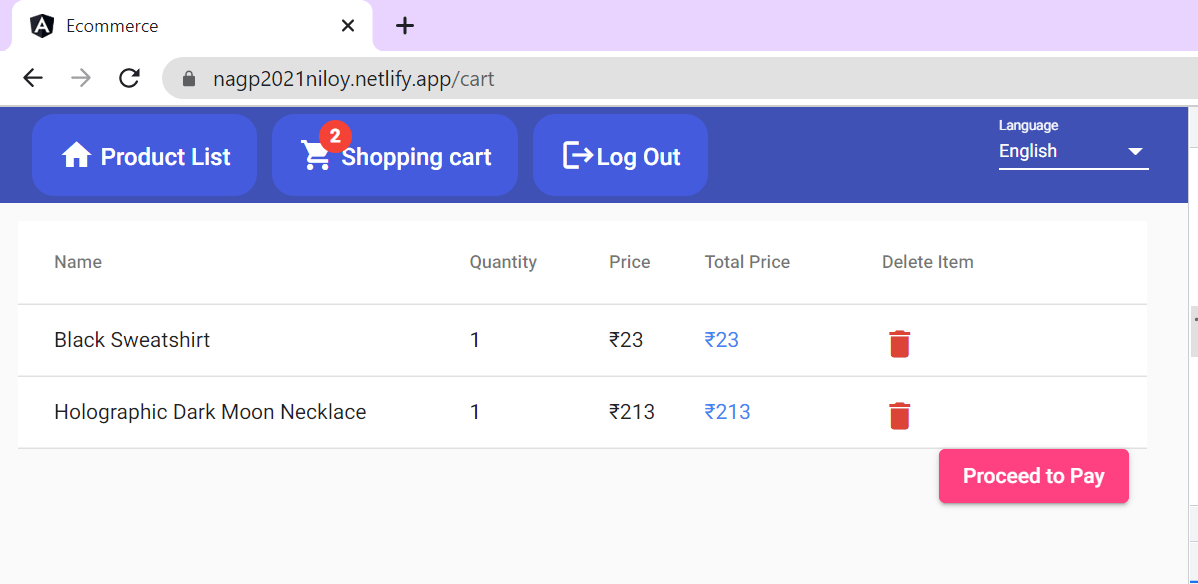 Ecommerce
nagp2021niloy.netlify.app/cart
Product List 2 Shopping cart Log Out Language
English
Name Quantity Price Total Price Delete Item
Black Sweatshirt 1 ₹23 ₹23
Holographic Dark Moon Necklace 1 ₹213 ₹213
Proceed to Pay